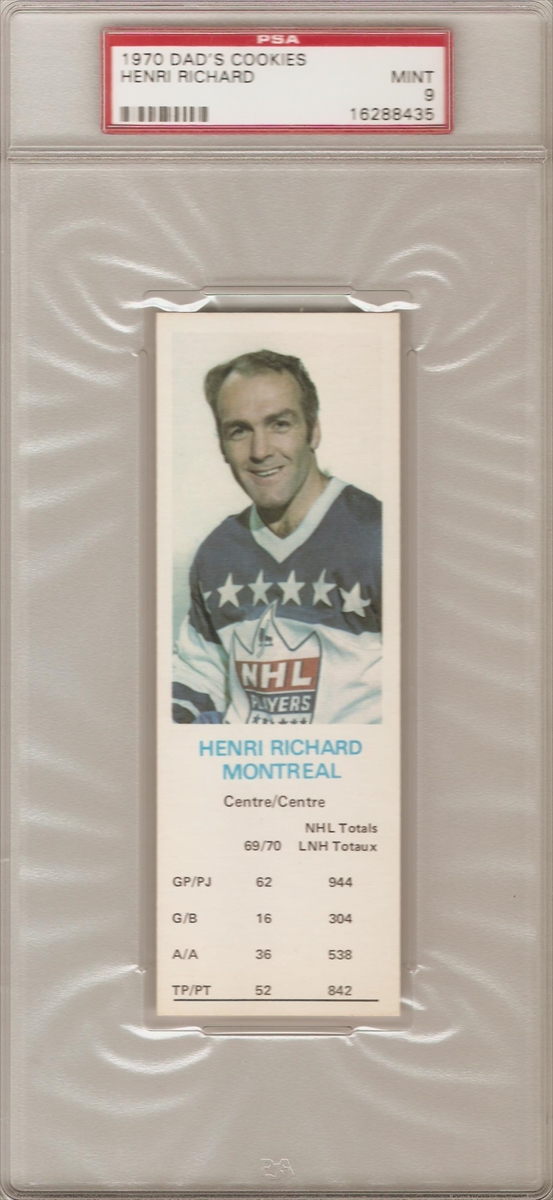 PSA
1970 DAD'S COOKIES
HENRI RICHARD MINT
9
16288435
NHL
PLAYERS
HENRI RICHARD
MONTREAL
Centre/Centre
NHL Totals
69/70 LNH Totaux
GP/PJ 62 944
G/B 16 304
A/A 36 538
TP/PT 52 842
PSA